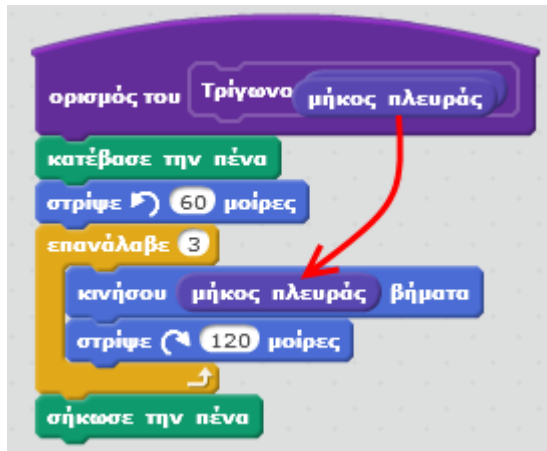 ορισμός του Τρίγωνο μήκος πλευράς
κατέβασε την πένα
στρίψε 60 μοίρες
επανάλαβε 3
κινήσου μήκος πλευράς βήματα
στρίψε 120 μοίρες
σήκωσε την πένα